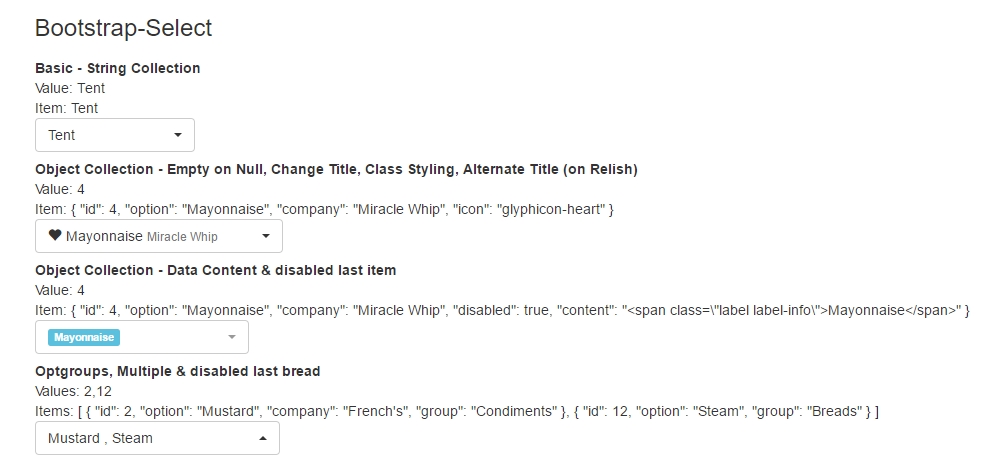 Bootstrap-Select
Basic - String Collection
Value: Tent
Item: Tent
Tent
Object Collection - Empty on Null, Change Title, Class Styling, Alternate Title (on Relish)
Value: 4
Item: { "id": 4, "option": "Mayonnaise", "company": "Miracle Whip", "icon": "glyphicon-heart" }
Mayonnaise Miracle Whip
Object Collection - Data Content & disabled last item
Value: 4
Item: { "id": 4, "option": "Mayonnaise", "company": "Miracle Whip", "disabled": true, "content": "<span class=\"label label-info\">Mayonnaise</span>" }
Mayonnaise
Optgroups, Multiple & disabled last bread
Values: 2,12
Items: [ { "id": 2, "option": "Mustard", "company": "French's", "group": "Condiments" }, { "id": 12, "option": "Steam", "group": "Breads" } ]
Mustard , Steam